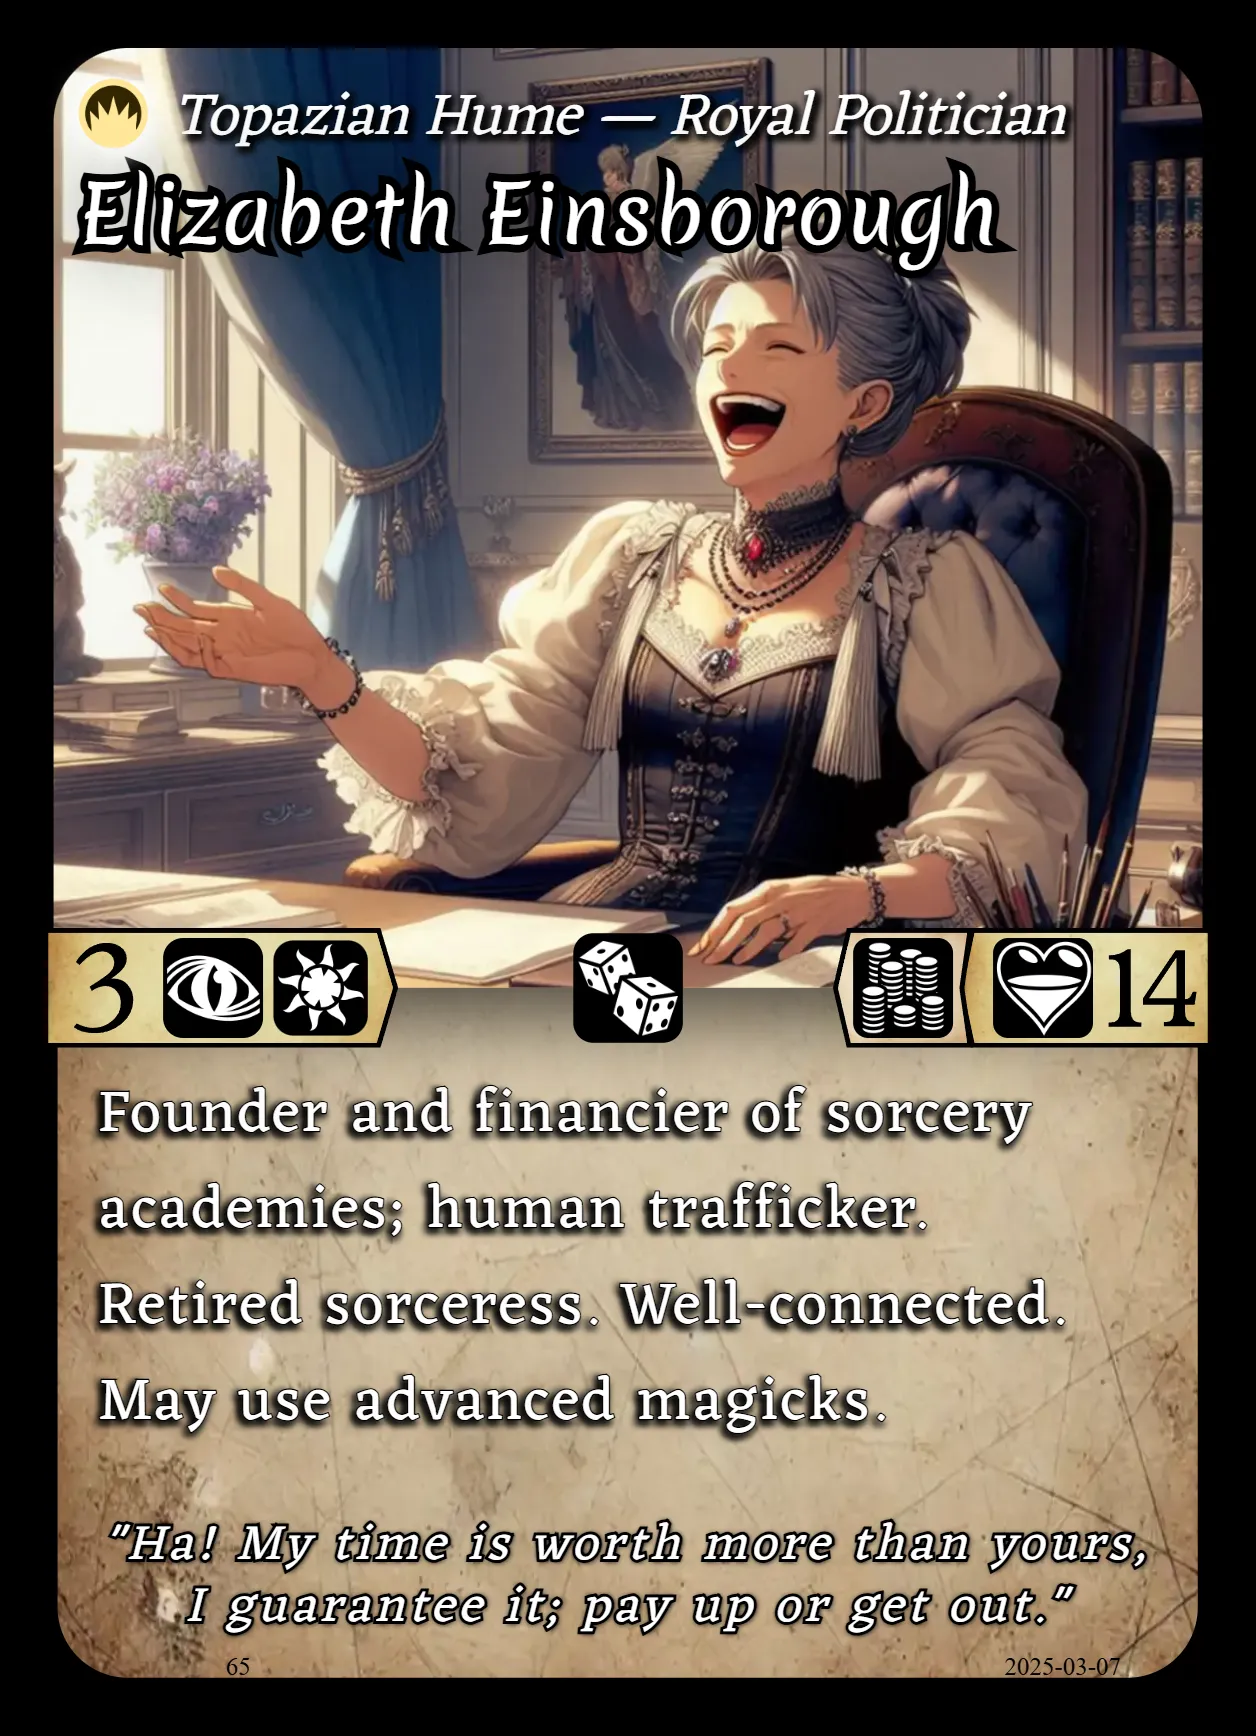 Topazian Hume — Royal Politician
Elizabeth Einsborough
3
14
Founder and financier of sorcery
academies; human trafficker.
Retired sorceress. Well-connected.
May use advanced magicks.
"Ha! My time is worth more than yours,
I guarantee it; pay up or get out."
65
2025-03-07